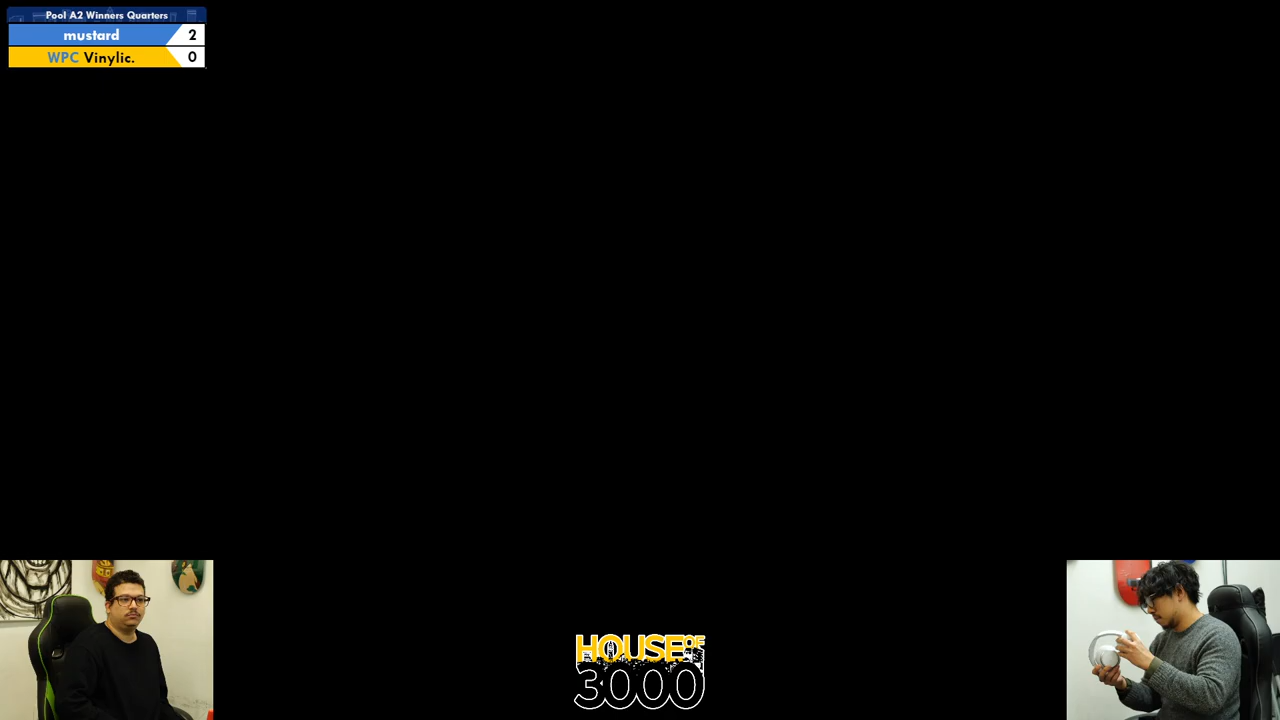 Pool A2 Winners Quarters
mustard 2
WPC Vinylic. 0
HOUSE OF
3000